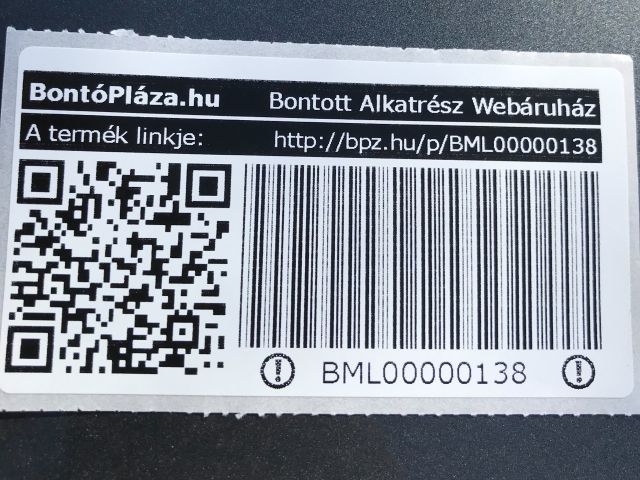 BontóPláza.hu Bontott Alkatrész Webáruház
A termék linkje: http://bpz.hu/p/BML00000138
BML00000138